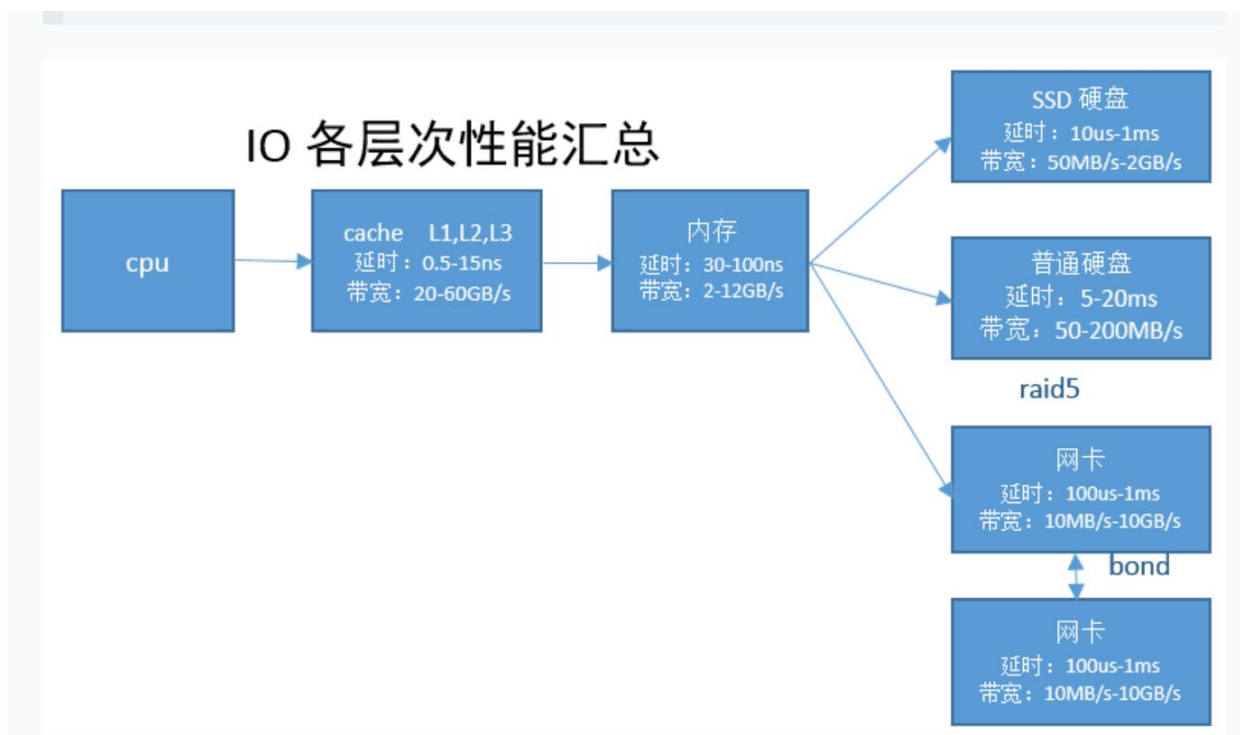 IO 各层次性能汇总
cpu
cache L1,L2,L3
延时：0.5-15ns
带宽：20-60GB/s
内存
延时：30-100ns
带宽：2-12GB/s
SSD 硬盘
延时：10us-1ms
带宽：50MB/s-2GB/s
普通硬盘
延时：5-20ms
带宽：50-200MB/s
raid5
网卡
延时：100us-1ms
带宽：10MB/s-10GB/s
bond
网卡
延时：100us-1ms
带宽：10MB/s-10GB/s